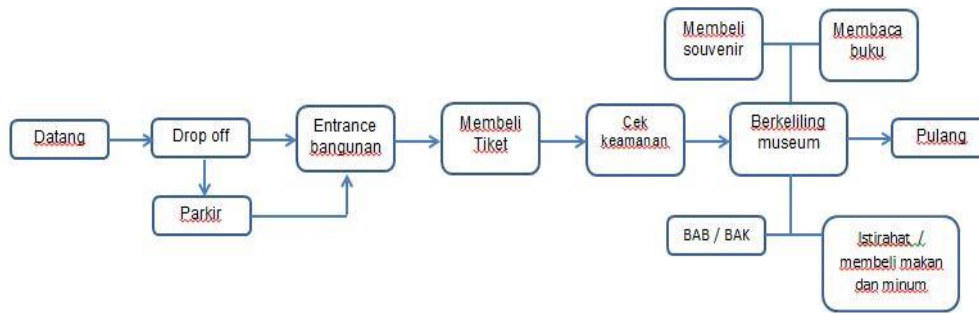 Membeli
souvenir
Membaca
buku
Datang
Drop off
Entrance
bangunan
Membeli
Tiket
Cek
keamanan
Berkeliling
museum
Pulang
Parkir
BAB / BAK
Istirahat /
membeli makan
dan minum